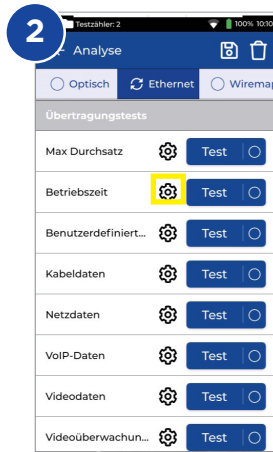 2
Testzähler: 2
100% 10:10
Analyse
Optisch
Ethernet
Wiremap
Übertragungstests
Max Durchsatz
Test
Betriebszeit
Test
Benutzerdefiniert...
Test
Kabeldaten
Test
Netzdaten
Test
VoIP-Daten
Test
Videodaten
Test
Videoüberwachun...
Test